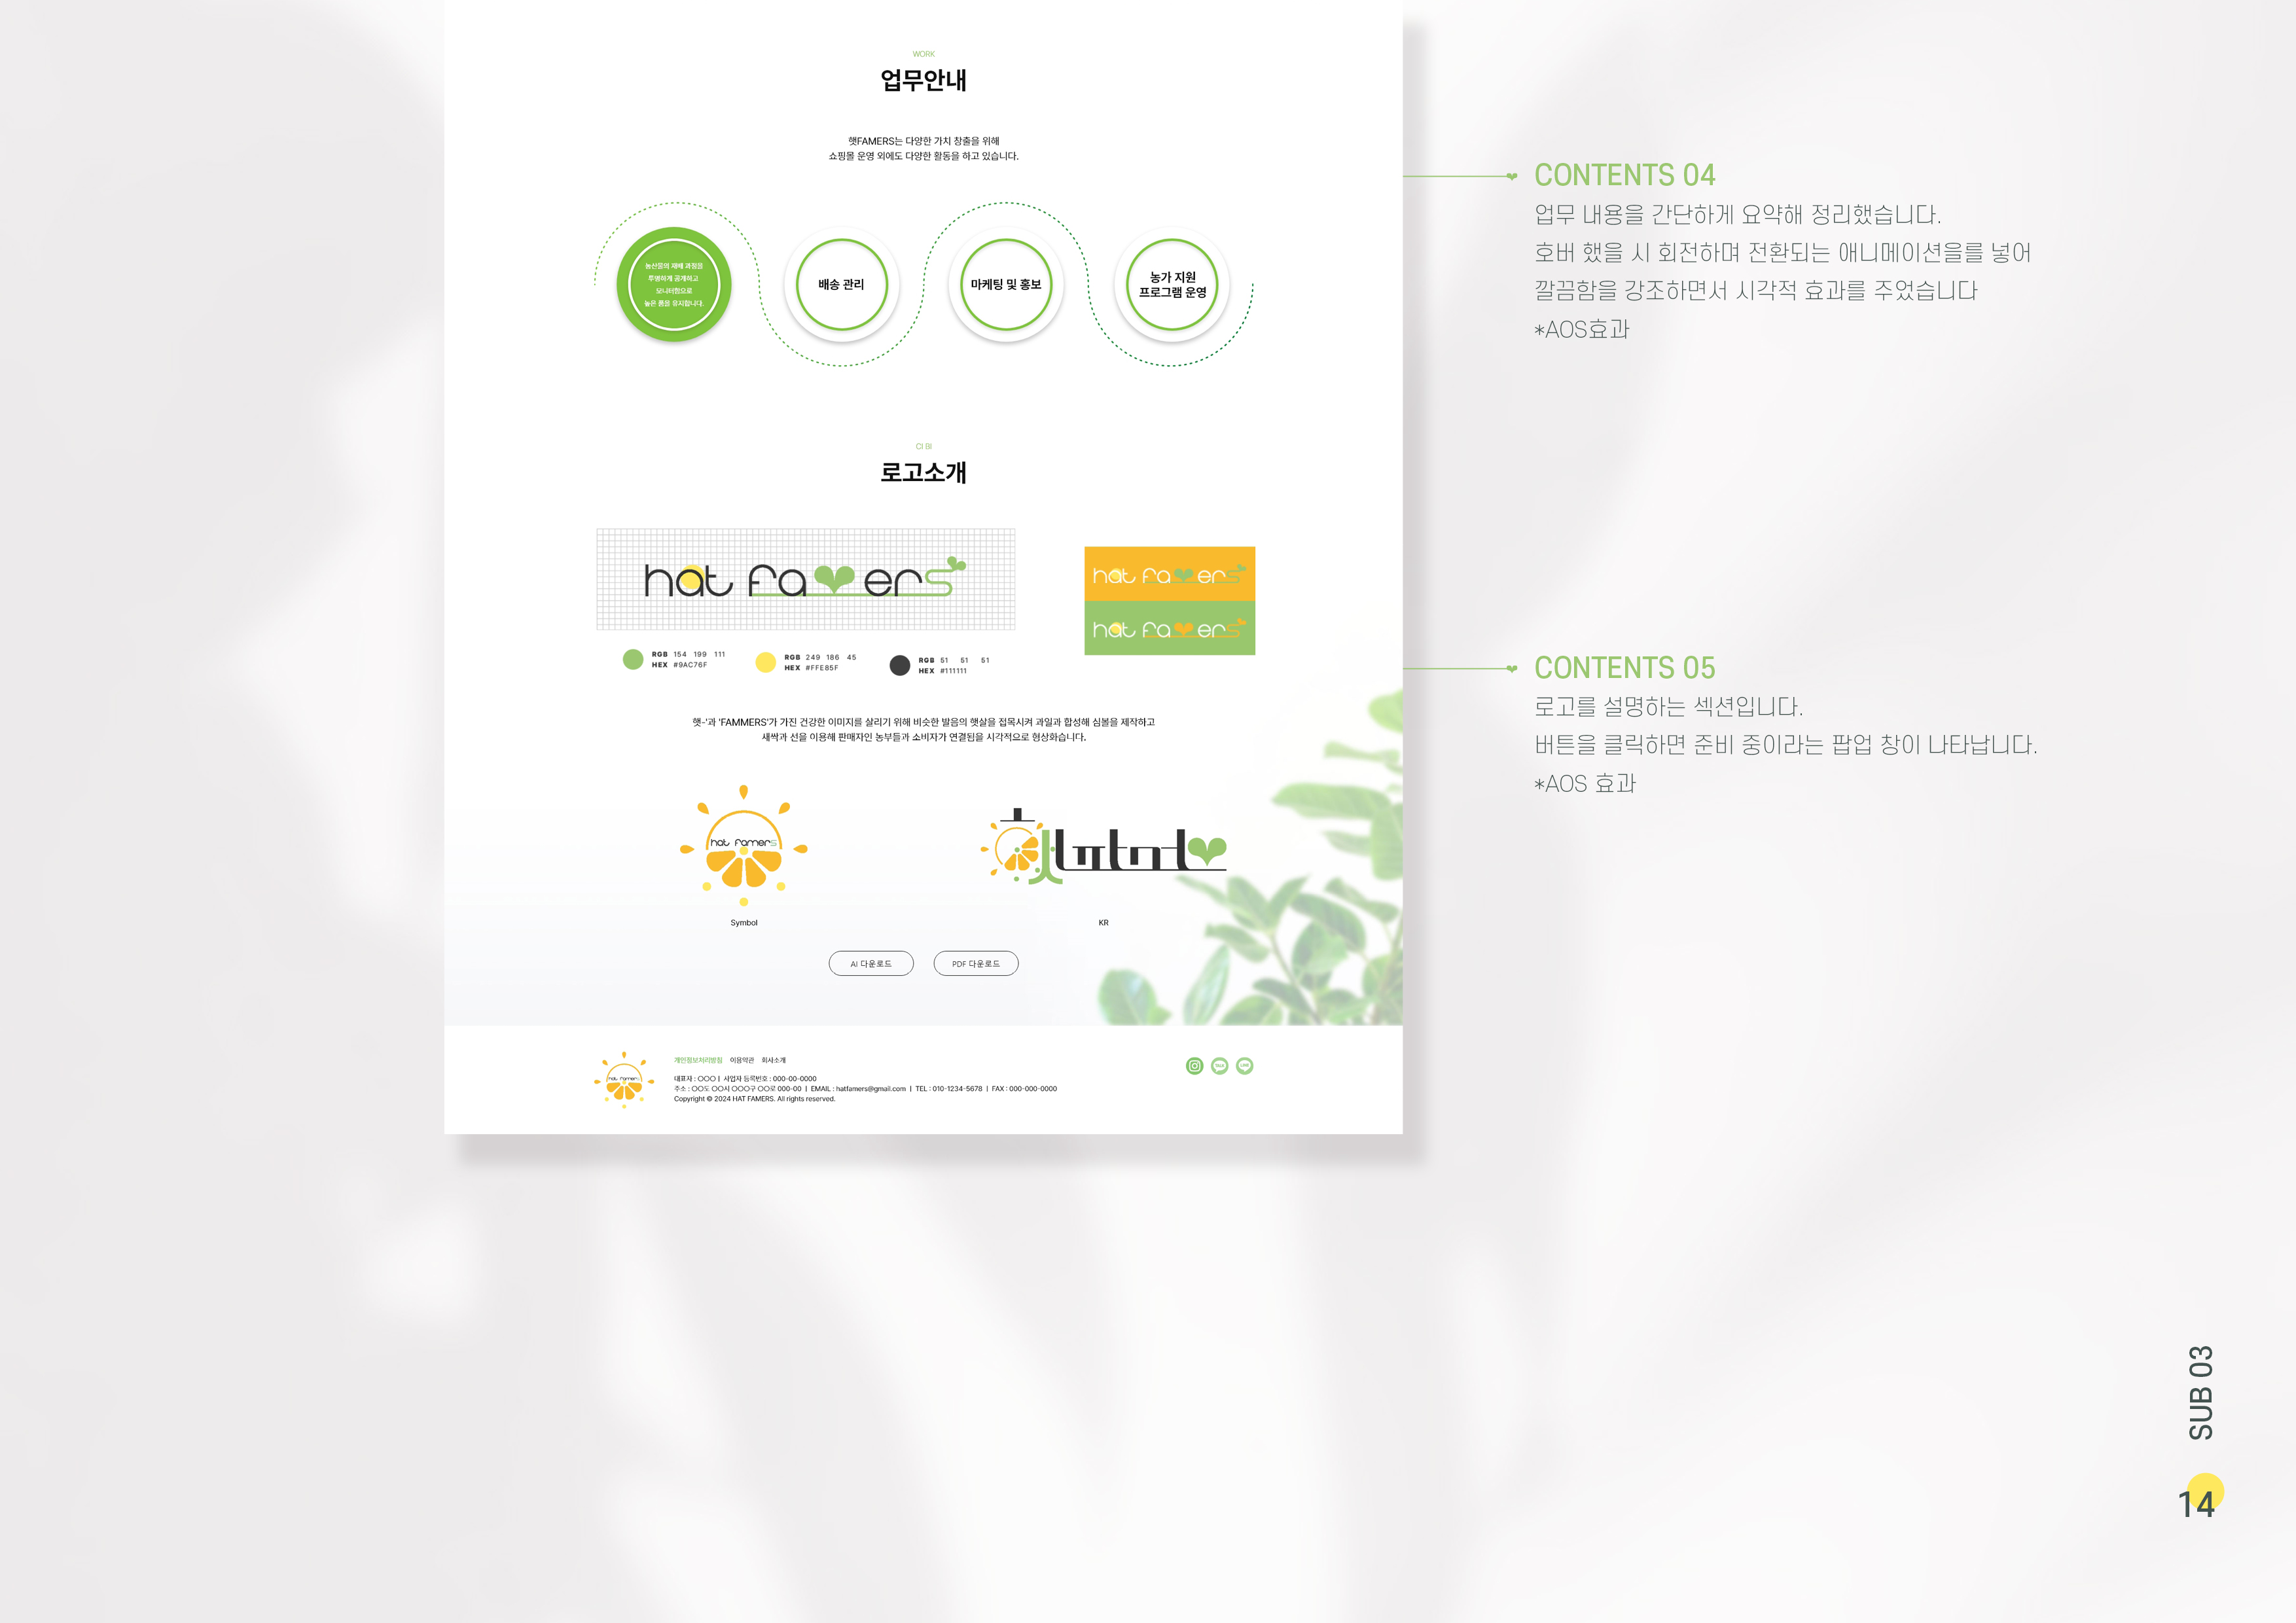 WORK
업무안내
햇FAMERS는 다양한 가치 창출을 위해
쇼핑몰 운영 외에도 다양한 활동을 하고 있습니다.
농산물의 재배 과정을
투명하게 공개하고
모니터함으로
높은 품을 유지합니다.
배송 관리
마케팅 및 홍보
농가 지원
프로그램 운영
CI BI
로고소개
hat famers
hat famers
hat famers
RGB 154 199 111
HEX #9AC76F
RGB 249 186 45
HEX #FFE85F
RGB 51 51 51
HEX #111111
햇-'과 'FAMMERS'가 가진 건강한 이미지를 살리기 위해 비슷한 발음의 햇살을 접목시켜 과일과 합성해 심볼을 제작하고
새싹과 선을 이용해 판매자인 농부들과 소비자가 연결됨을 시각적으로 형상화습니다.
hat famers
햇파머
Symbol
KR
AI 다운로드
PDF 다운로드
hat famers
개인정보처리방침 이용약관 회사소개
대표자 : OOO | 사업자 등록번호 : 000-00-0000
주소 : OO도 OO시 OOO구 OO로 000-00 | EMAIL : hatfamers@gmail.com | TEL : 010-1234-5678 | FAX : 000-000-0000
Copyright © 2024 HAT FAMERS. All rights reserved.
TALK
LINE
CONTENTS 04
업무 내용을 간단하게 요약해 정리했습니다.
호버 했을 시 회전하며 전환되는 애니메이션을를 넣어
깔끔함을 강조하면서 시각적 효과를 주었습니다
*AOS효과
CONTENTS 05
로고를 설명하는 섹션입니다.
버튼을 클릭하면 준비 중이라는 팝업 창이 나타납니다.
*AOS 효과
SUB 03
14